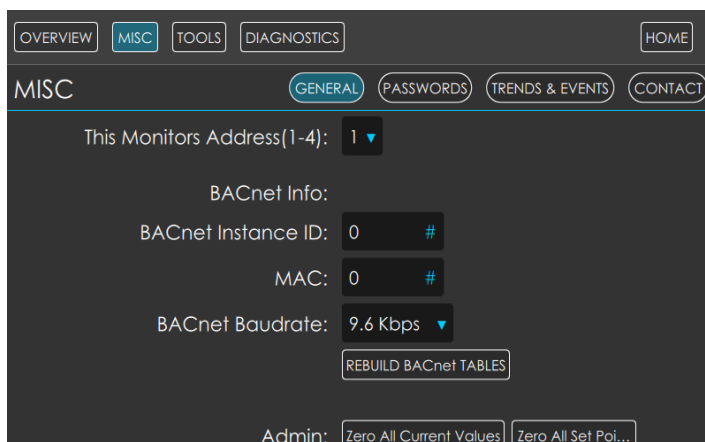 OVERVIEW MISC TOOLS DIAGNOSTICS HOME
MISC GENERAL PASSWORDS TRENDS & EVENTS CONTACT
This Monitors Address(1-4): 1
BACnet Info:
BACnet Instance ID: 0 #
MAC: 0 #
BACnet Baudrate: 9.6 Kbps
REBUILD BACnet TABLES
Admin: Zero All Current Values Zero All Set Poi...